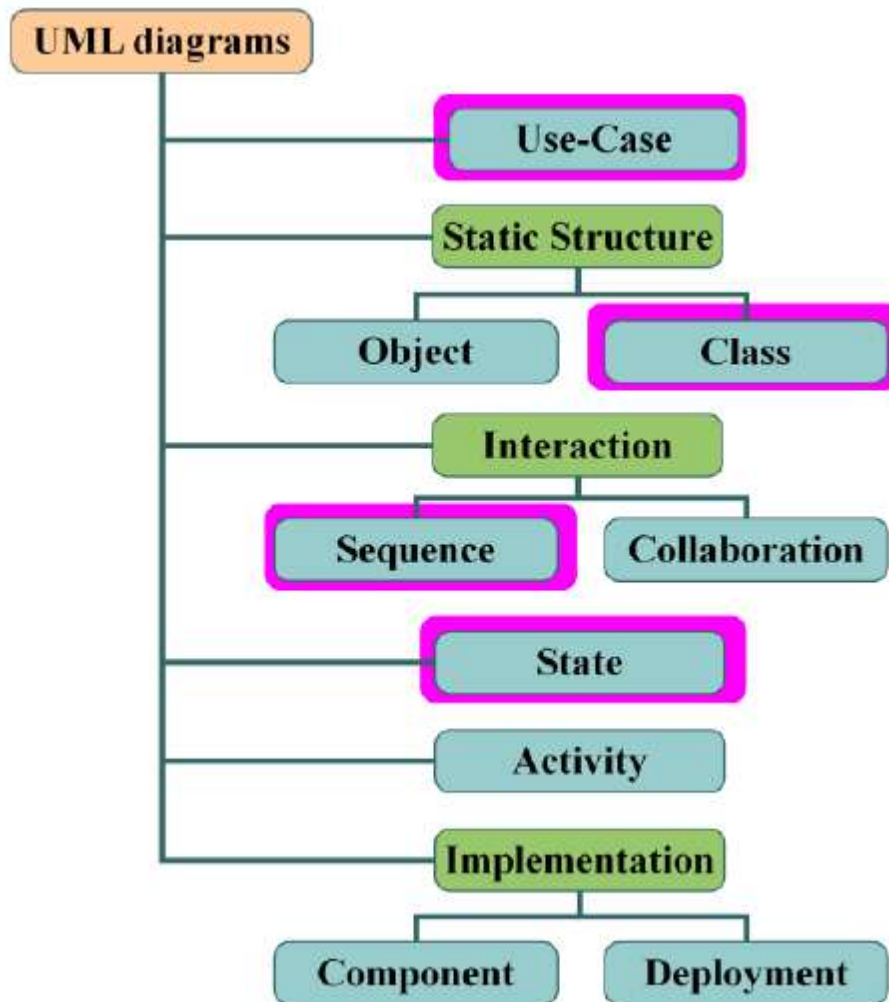 UML diagrams
Use-Case
Static Structure
Object
Class
Interaction
Sequence
Collaboration
State
Activity
Implementation
Component
Deployment